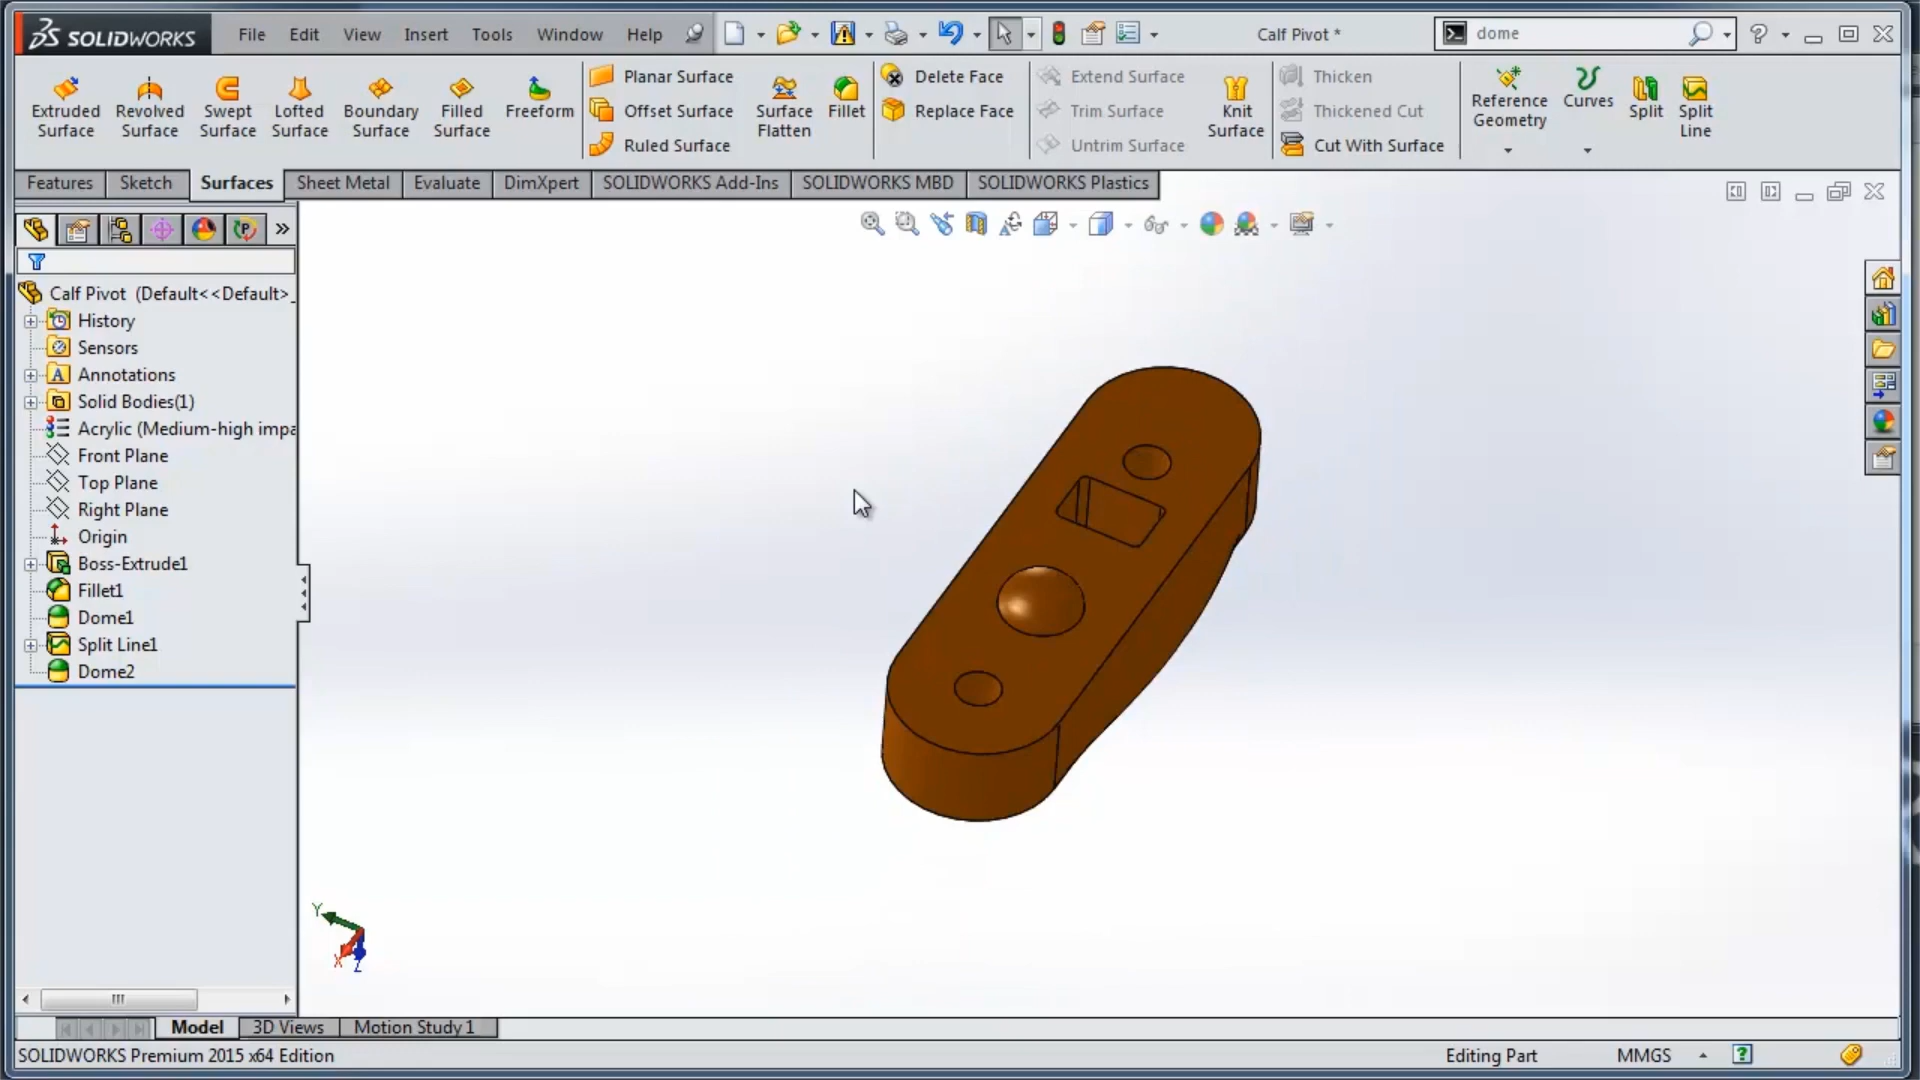 SOLIDWORKS File Edit View Insert Tools Window Help Calf Pivot * dome
Extruded Surface
Revolved Surface
Swept Surface
Lofted Surface
Boundary Surface
Filled Surface
Freeform
Planar Surface
Offset Surface
Ruled Surface
Surface Flatten
Fillet
Delete Face
Replace Face
Extend Surface
Trim Surface
Untrim Surface
Knit Surface
Thicken
Thickened Cut
Cut With Surface
Reference Geometry
Curves
Split
Split Line
Features Sketch Surfaces Sheet Metal Evaluate DimXpert SOLIDWORKS Add-Ins SOLIDWORKS MBD SOLIDWORKS Plastics
Calf Pivot (Default<<Default>_
History
Sensors
Annotations
Solid Bodies(1)
Acrylic (Medium-high impa
Front Plane
Top Plane
Right Plane
Origin
Boss-Extrude1
Fillet1
Dome1
Split Line1
Dome2
Y
X
Z
Model 3D Views Motion Study 1
SOLIDWORKS Premium 2015 x64 Edition Editing Part MMGS